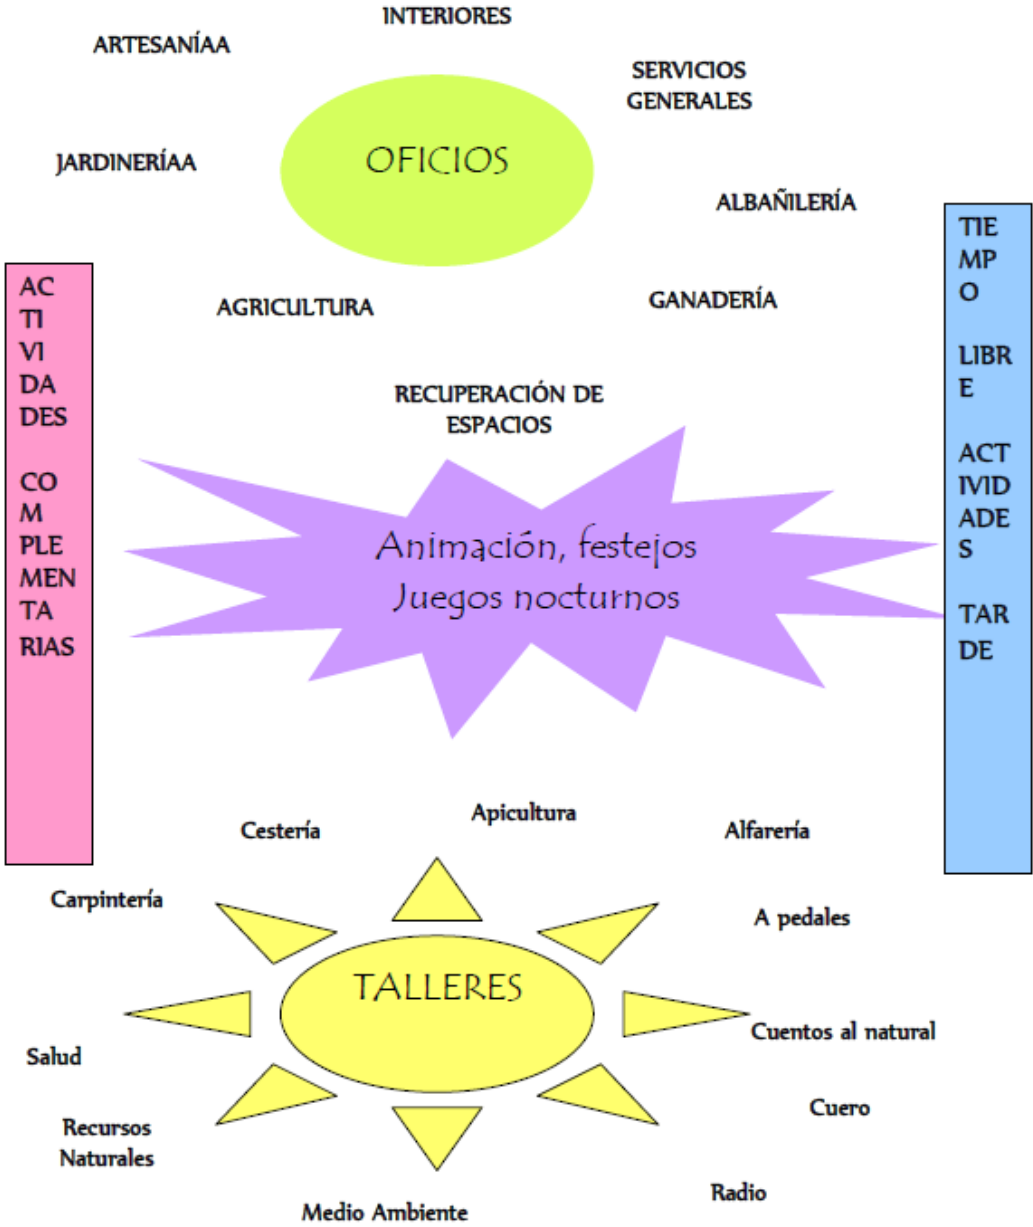 INTERIORES
ARTESANÍAA
SERVICIOS
GENERALES
OFICIOS
JARDINERÍAA
ALBAÑILERÍA
AGRICULTURA
GANADERÍA
RECUPERACIÓN DE
ESPACIOS
AC
TI
VI
DA
DES
CO
M
PLE
MEN
TA
RIAS
Animación, festejos
Juegos nocturnos
TIE
MP
O
LIBR
E
ACT
IVID
ADE
S
TAR
DE
Apicultura
Cestería
Alfarería
Carpintería
A pedales
TALLERES
Cuentos al natural
Salud
Cuero
Recursos
Naturales
Radio
Medio Ambiente